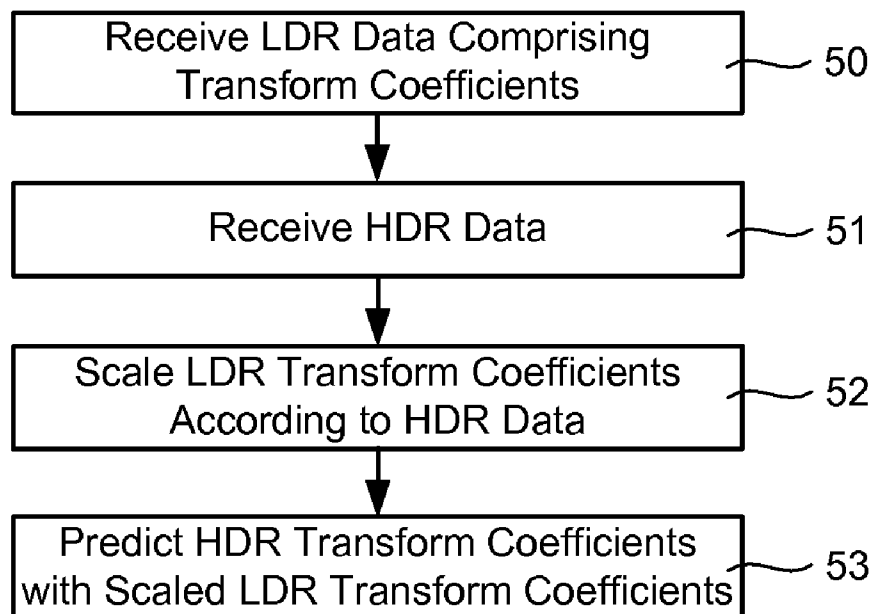 Receive LDR Data Comprising
Transform Coefficients
50
Receive HDR Data
51
Scale LDR Transform Coefficients
According to HDR Data
52
Predict HDR Transform Coefficients
with Scaled LDR Transform Coefficients
53